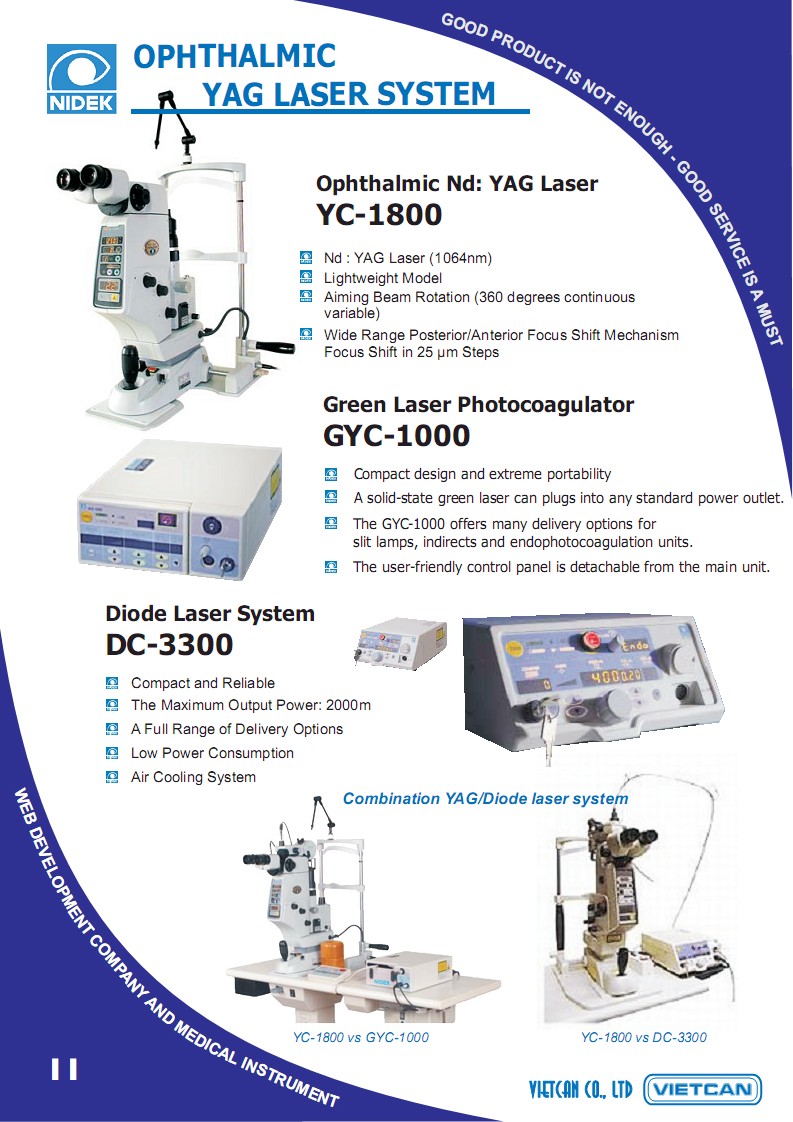 GOOD PRODUCT IS NOT ENOUGH - GOOD SERVICE IS A MUST
NIDEK
OPHTHALMIC
YAG LASER SYSTEM
Ophthalmic Nd: YAG Laser
YC-1800
Nd : YAG Laser (1064nm)
Lightweight Model
Aiming Beam Rotation (360 degrees continuous
variable)
Wide Range Posterior/Anterior Focus Shift Mechanism
Focus Shift in 25 µm Steps
Green Laser Photocoagulator
GYC-1000
Compact design and extreme portability
A solid-state green laser can plugs into any standard power outlet.
The GYC-1000 offers many delivery options for
slit lamps, indirects and endophotocoagulation units.
The user-friendly control panel is detachable from the main unit.
Diode Laser System
DC-3300
Compact and Reliable
The Maximum Output Power: 2000m
A Full Range of Delivery Options
Low Power Consumption
Air Cooling System
Endo
Combination YAG/Diode laser system
NIDEK
YC-1800 vs GYC-1000
YC-1800 vs DC-3300
WEB DEVELOPMENT COMPANY AND MEDICAL INSTRUMENT
11
VIETCAN CO., LTD
VIETCAN